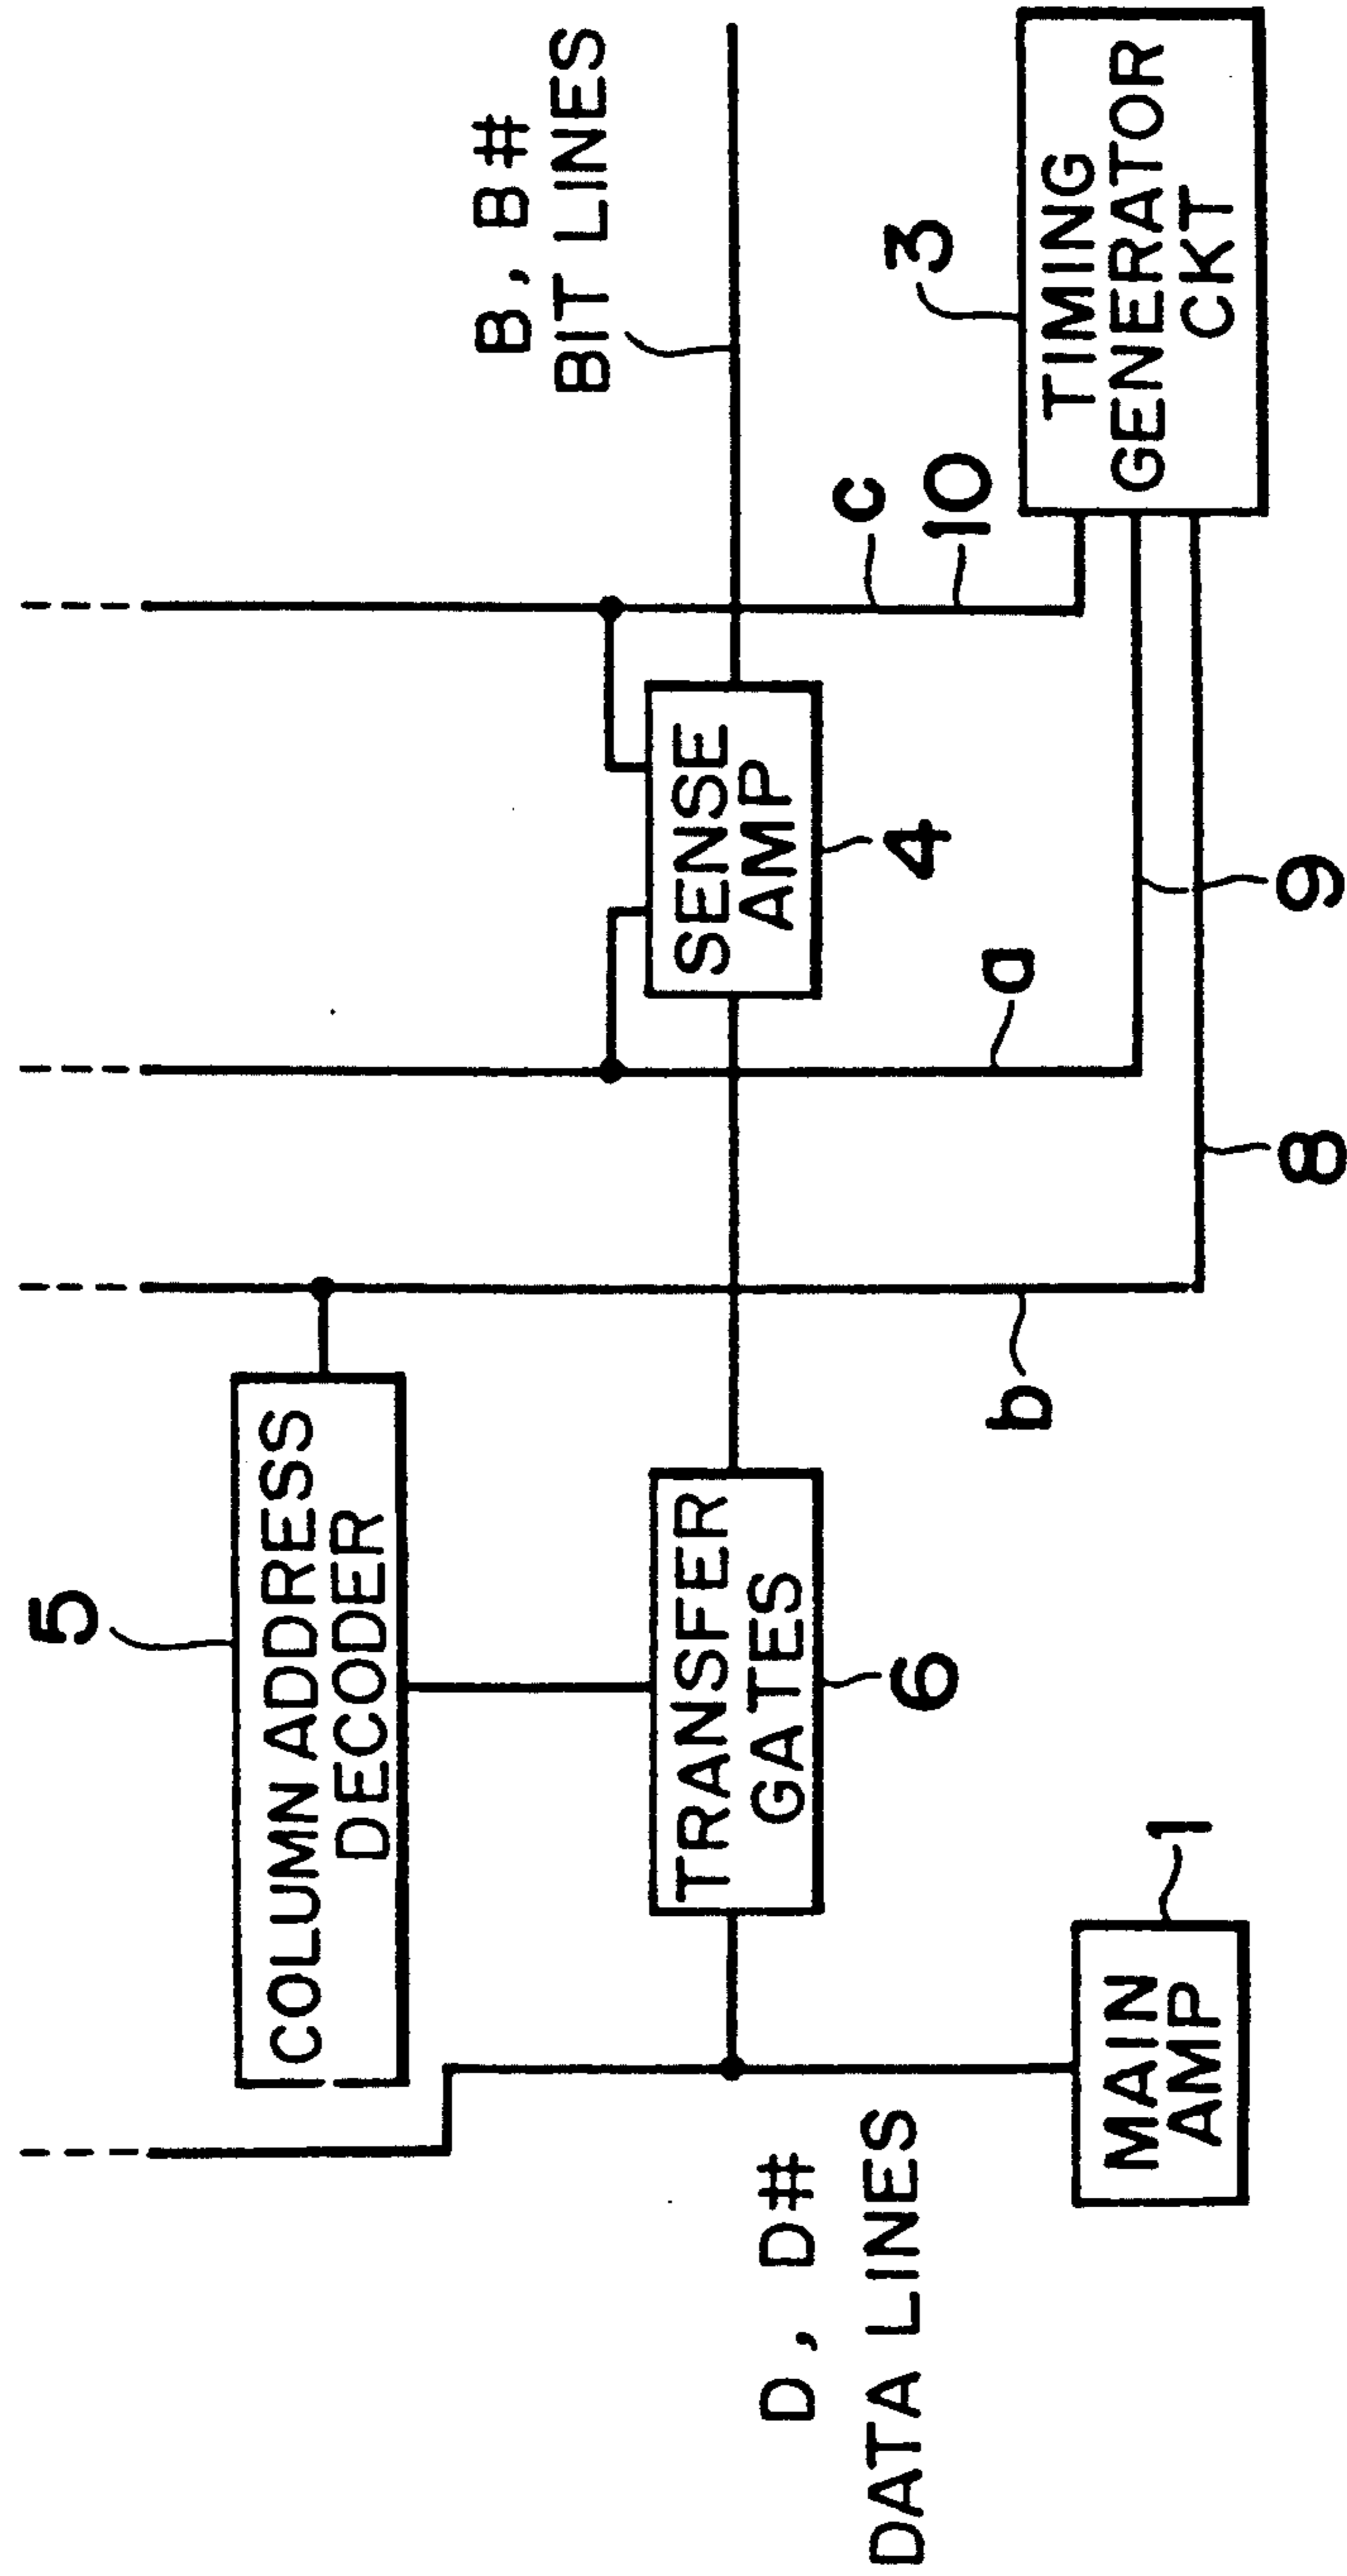 B, B#
BIT LINES
3
TIMING
GENERATOR
CKT
c
10
SENSE
AMP
4
a
9
8
b
5
COLUMN ADDRESS
DECODER
TRANSFER
GATES
6
1
MAIN
AMP
D, D#
DATA LINES